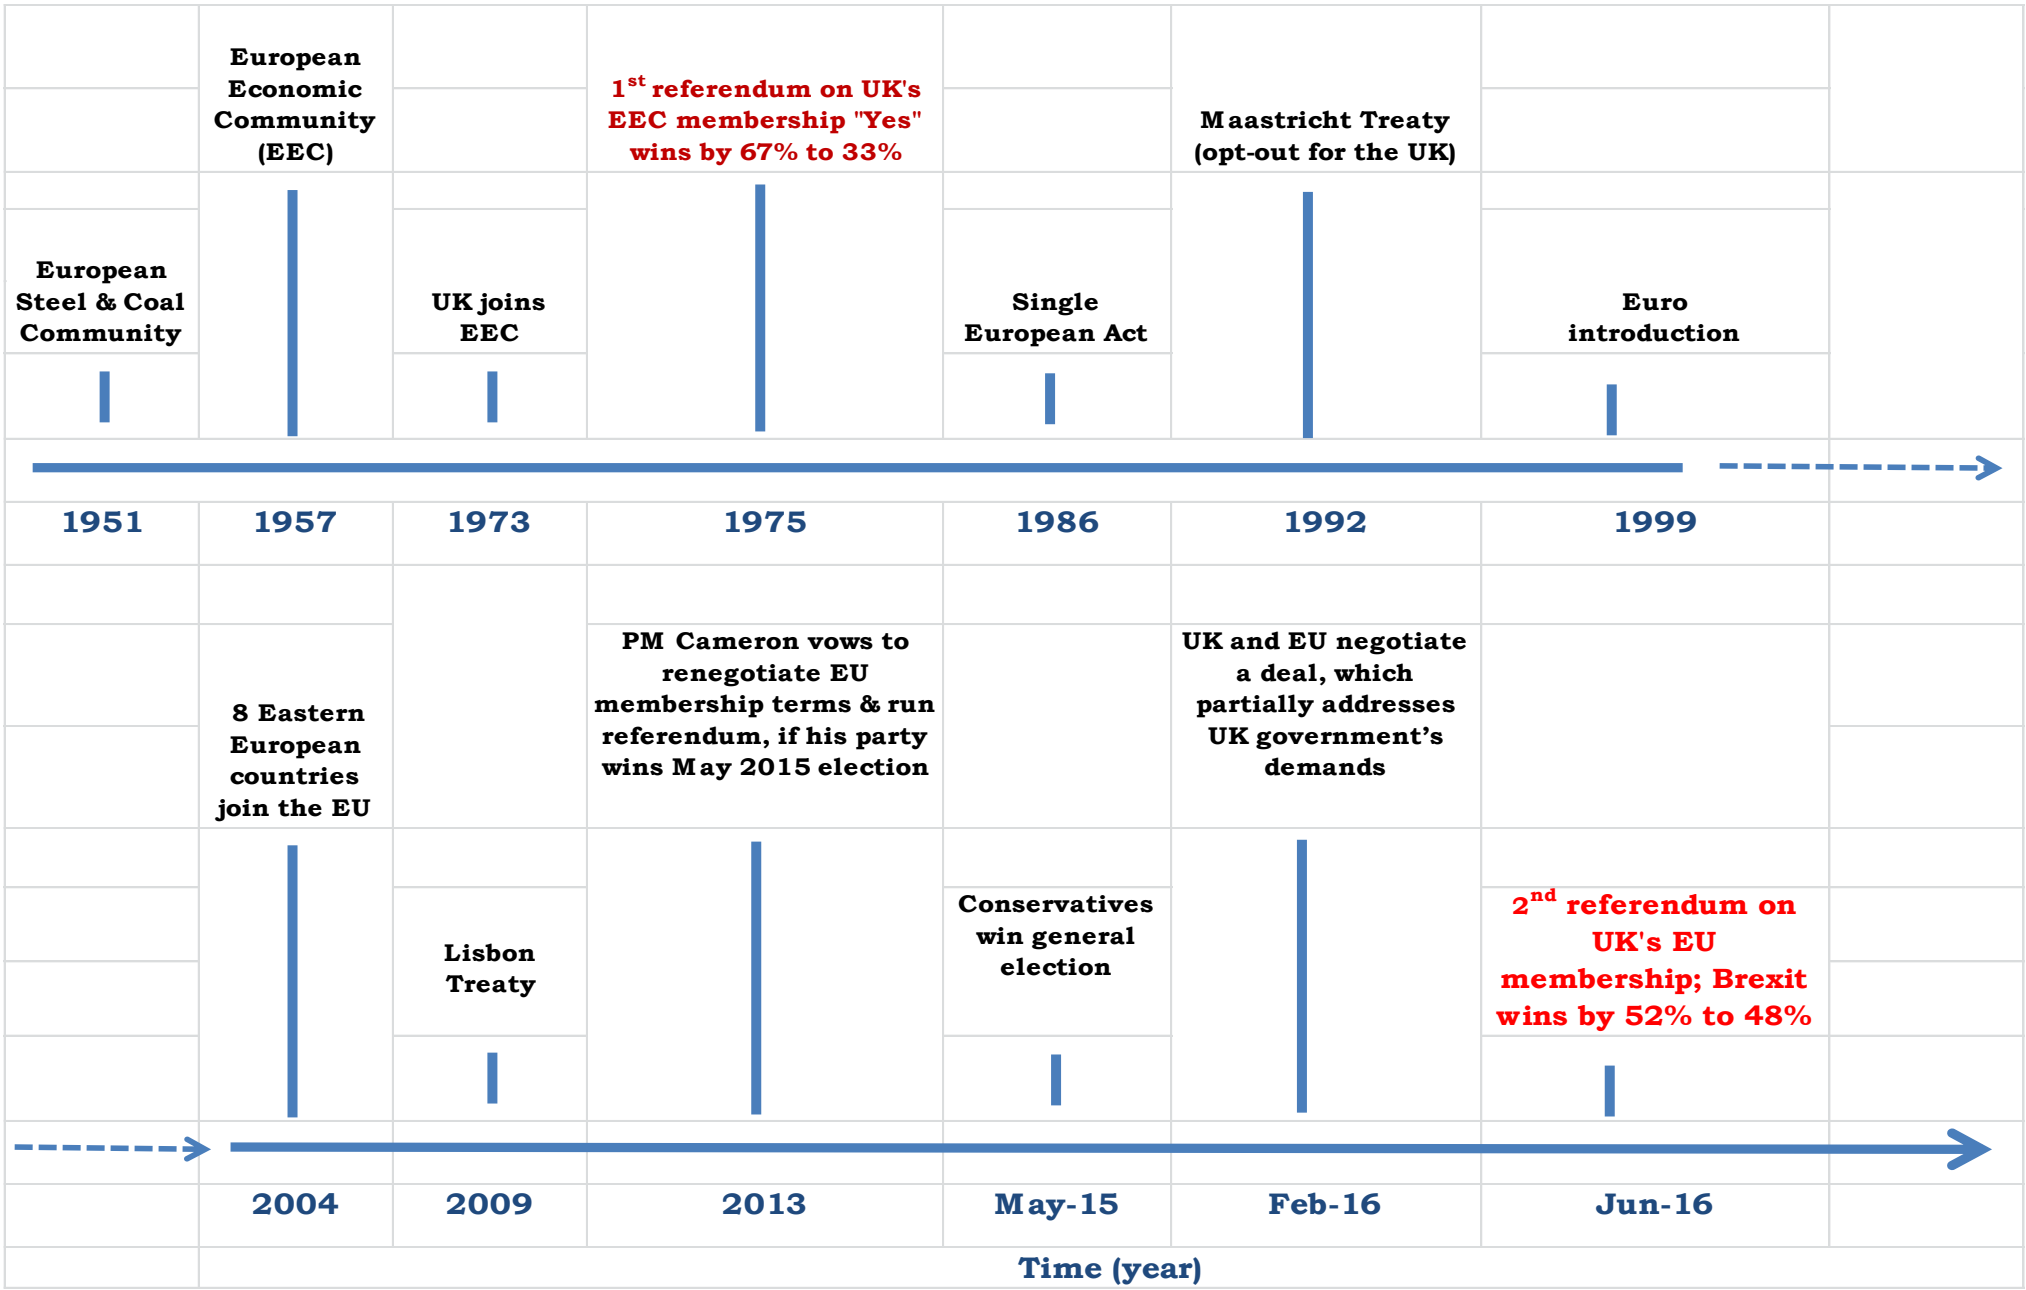 European
Economic
Community
(EEC)
1st referendum on UK's
EEC membership "Yes"
wins by 67% to 33%
Maastricht Treaty
(opt-out for the UK)
European
Steel & Coal
Community
UK joins
EEC
Single
European Act
Euro
introduction
1951
1957
1973
1975
1986
1992
1999
8 Eastern
European
countries
join the EU
PM Cameron vows to
renegotiate EU
membership terms & run
referendum, if his party
wins May 2015 election
UK and EU negotiate
a deal, which
partially addresses
UK government’s
demands
Lisbon
Treaty
Conservatives
win general
election
2nd referendum on
UK's EU
membership; Brexit
wins by 52% to 48%
2004
2009
2013
May-15
Feb-16
Jun-16
Time (year)